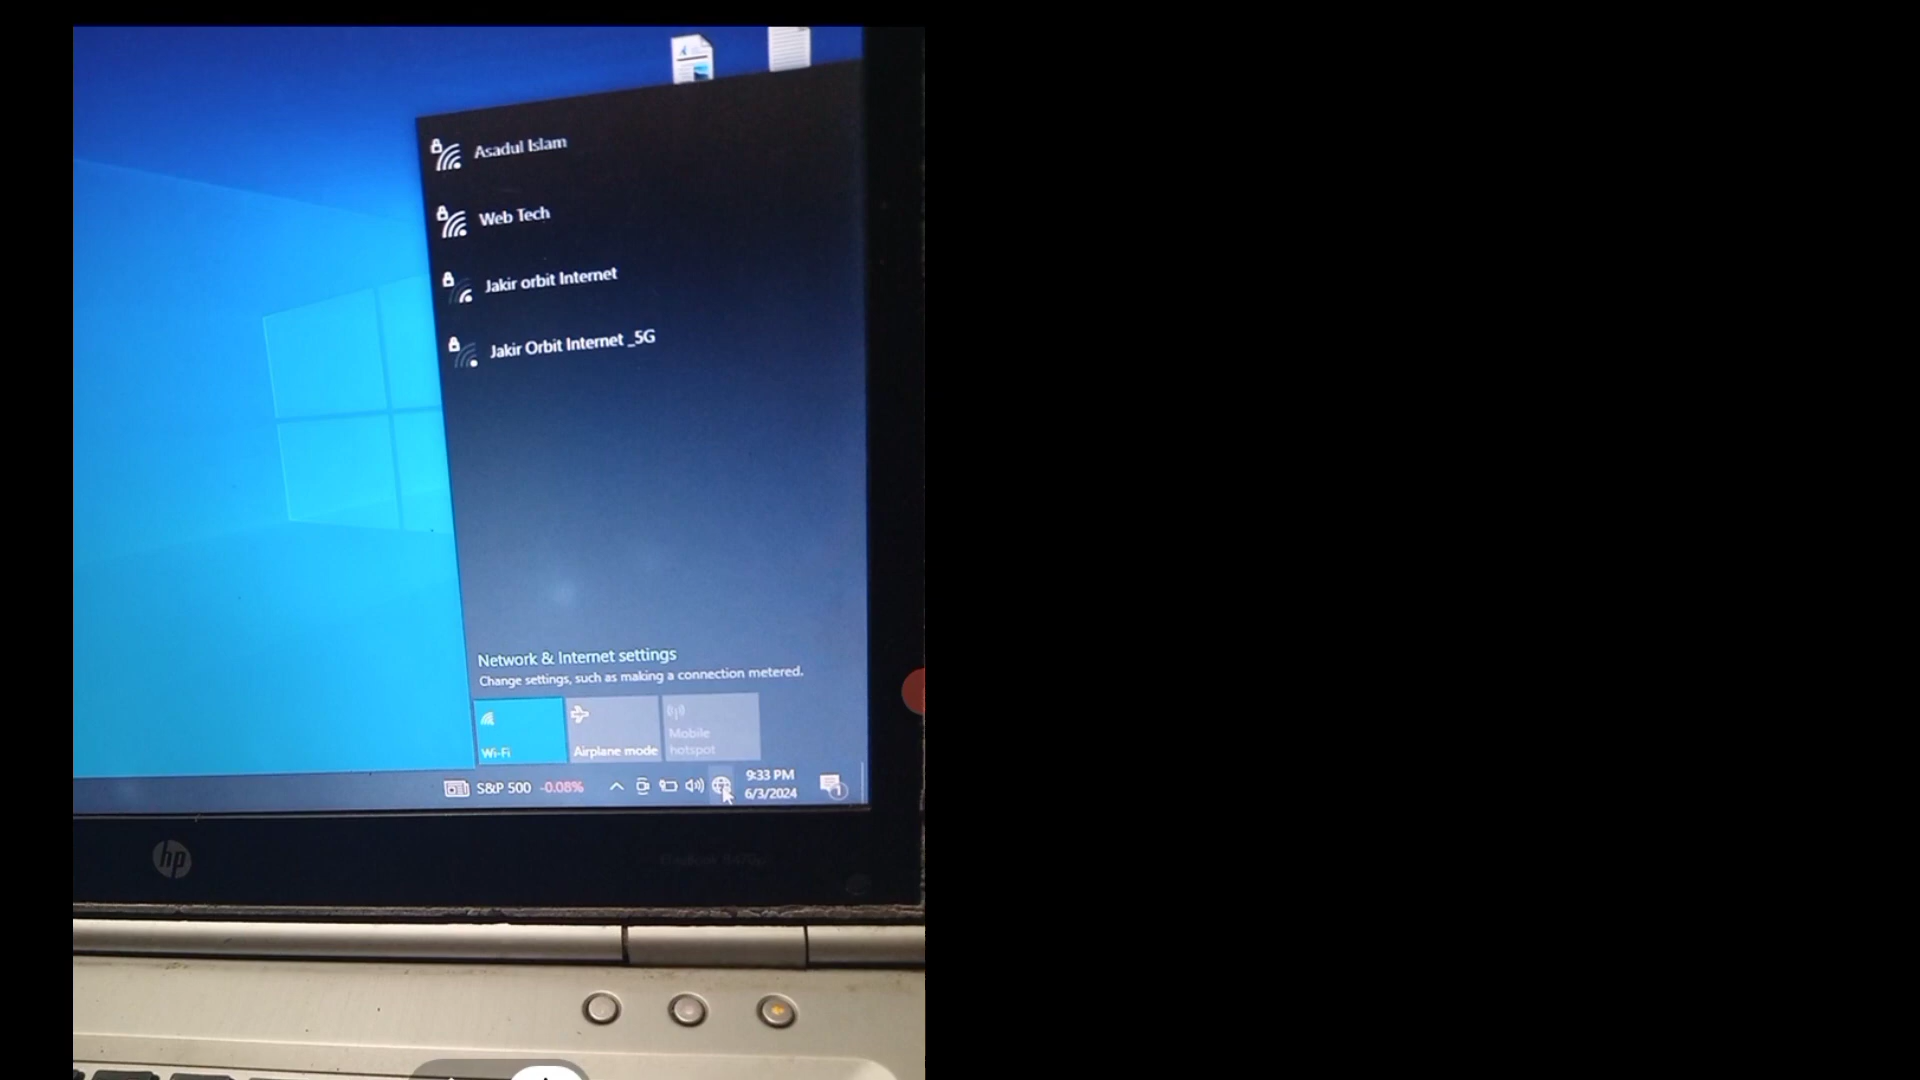 Asadul Islam
Web Tech
Jakir orbit Internet
Jakir Orbit Internet _5G
Network & Internet settings
Change settings, such as making a connection metered.
Wi-Fi
Airplane mode
Mobile
hotspot
S&P 500 -0.08%
9:33 PM
6/3/2024
1
hp